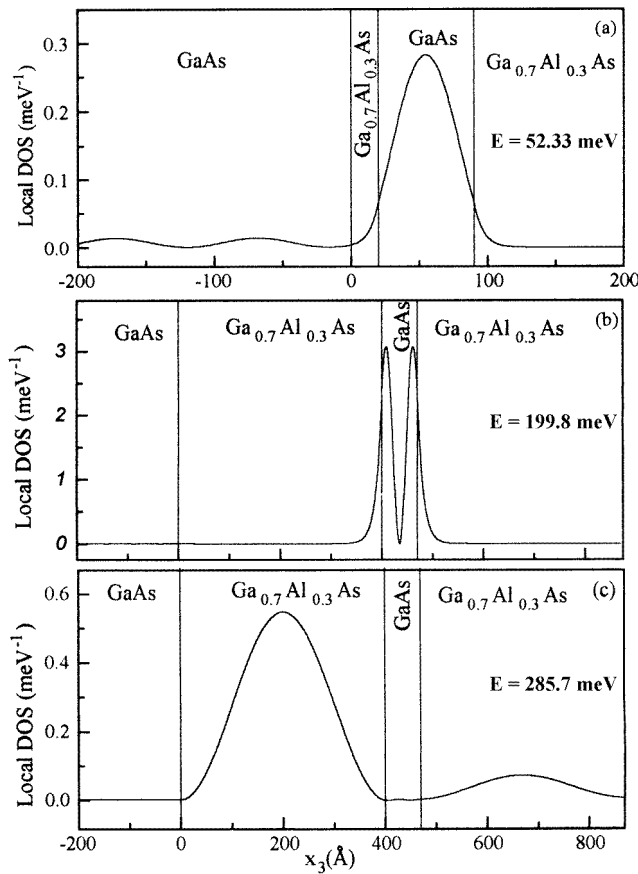 (a)
GaAs
Ga0.7Al0.3As
GaAs
Ga0.7Al0.3As
E = 52.33 meV
Local DOS (meV-1)
0.3
0.2
0.1
0.0
-200 -100 0 100 200
(b)
GaAs
Ga0.7Al0.3As
GaAs
Ga0.7Al0.3As
E = 199.8 meV
Local DOS (meV-1)
3
2
1
0
0 200 400 600
(c)
GaAs
Ga0.7Al0.3As
GaAs
Ga0.7Al0.3As
E = 285.7 meV
Local DOS (meV-1)
0.6
0.4
0.2
0.0
-200 0 200 400 600 800
x3(Å)